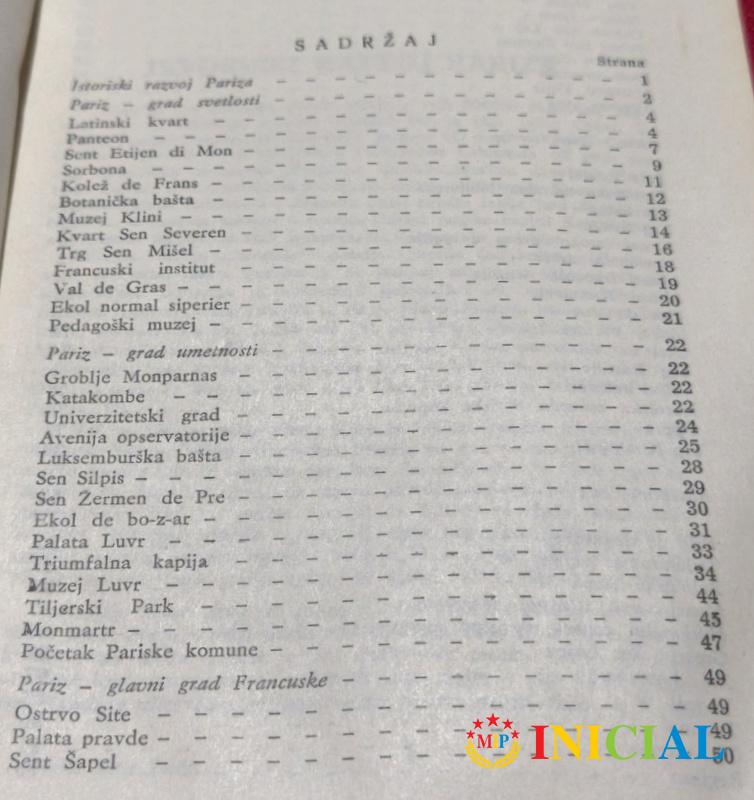 SADRŽAJ
Strana
Istoriski razvoj Pariza – – – – – – – – – – – – 1
Pariz – grad svetlosti – – – – – – – – – – – – 2
Latinski kvart – – – – – – – – – – – – – – 4
Panteon – – – – – – – – – – – – – – – – 4
Sent Etijen di Mon – – – – – – – – – – – – – 7
Sorbona – – – – – – – – – – – – – – – – 9
Kolež de Frans – – – – – – – – – – – – – – 11
Botanička bašta – – – – – – – – – – – – – – 12
Muzej Klini – – – – – – – – – – – – – – – 13
Kvart Sen Severen – – – – – – – – – – – – – 14
Trg Sen Mišel – – – – – – – – – – – – – – 16
Francuski institut – – – – – – – – – – – – – 18
Val de Gras – – – – – – – – – – – – – – – 19
Ekol normal siperier – – – – – – – – – – – – 20
Pedagoški muzej – – – – – – – – – – – – – – 21
Pariz – grad umetnosti – – – – – – – – – – – – 22
Groblje Monparnas – – – – – – – – – – – – – 22
Katakombe – – – – – – – – – – – – – – – 22
Univerzitetski grad – – – – – – – – – – – – – 22
Avenija opservatorije – – – – – – – – – – – – 24
Luksemburška bašta – – – – – – – – – – – – – 25
Sen Silpis – – – – – – – – – – – – – – – – 28
Sen Žermen de Pre – – – – – – – – – – – – – 29
Ekol de bo-z-ar – – – – – – – – – – – – – – 30
Palata Luvr – – – – – – – – – – – – – – – 31
Triumfalna kapija – – – – – – – – – – – – – 33
Muzej Luvr – – – – – – – – – – – – – – – 34
Tiljerski Park – – – – – – – – – – – – – – 44
Monmartr – – – – – – – – – – – – – – – – 45
Početak Pariske komune – – – – – – – – – – – – 47
Pariz – glavni grad Francuske – – – – – – – – – – 49
Ostrvo Site – – – – – – – – – – – – – – – 49
Palata pravde – – – – – – – – – – – 49
Sent Šapel – – – – – – – – – – – 50
MP INICIAL